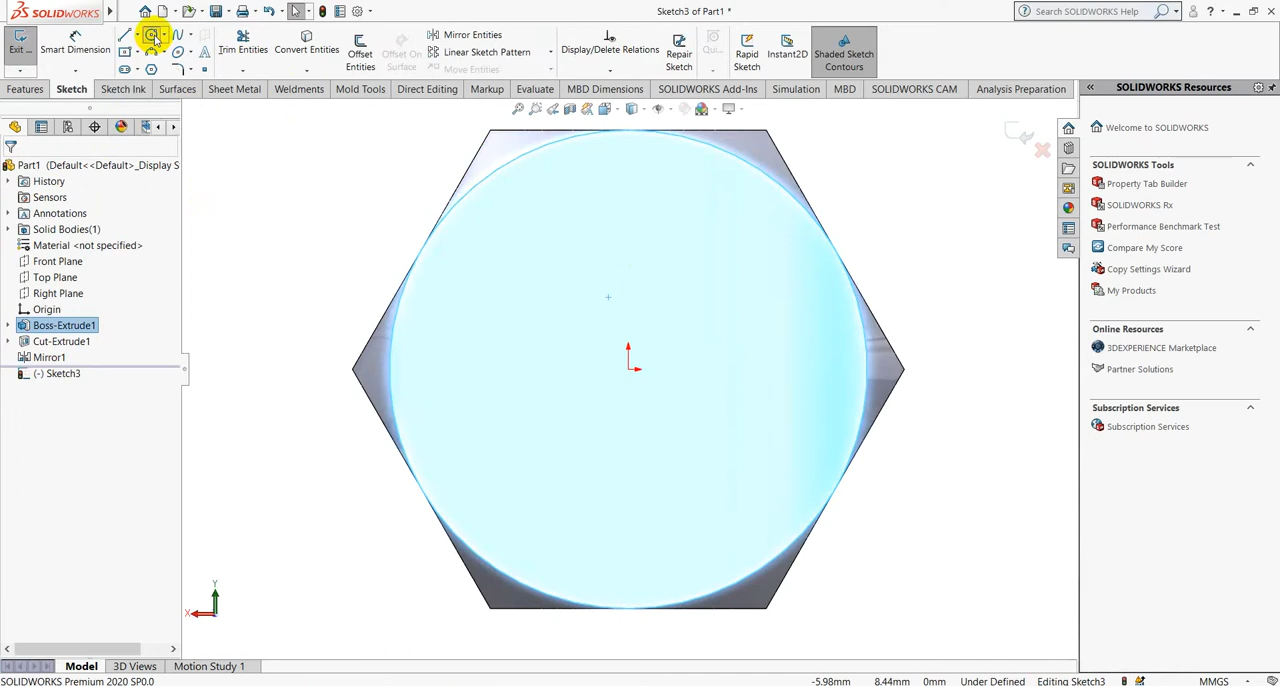 SOLIDWORKS
Sketch3 of Part1 *
Search SOLIDWORKS Help
Exit ...
Smart Dimension
Trim Entities
Convert Entities
Offset
Entities
Offset On
Surface
Mirror Entities
Linear Sketch Pattern
Move Entities
Display/Delete Relations
Repair
Sketch
Qui...
Rapid
Sketch
Instant2D
Shaded Sketch
Contours
Features
Sketch
Sketch Ink
Surfaces
Sheet Metal
Weldments
Mold Tools
Direct Editing
Markup
Evaluate
MBD Dimensions
SOLIDWORKS Add-Ins
Simulation
MBD
SOLIDWORKS CAM
Analysis Preparation
Part1 (Default<<Default>_Display S
History
Sensors
Annotations
Solid Bodies(1)
Material <not specified>
Front Plane
Top Plane
Right Plane
Origin
Boss-Extrude1
Cut-Extrude1
Mirror1
(-) Sketch3
Y
X
SOLIDWORKS Resources
Welcome to SOLIDWORKS
SOLIDWORKS Tools
Property Tab Builder
SOLIDWORKS Rx
Performance Benchmark Test
Compare My Score
Copy Settings Wizard
My Products
Online Resources
3DEXPERIENCE Marketplace
Partner Solutions
Subscription Services
Subscription Services
Model
3D Views
Motion Study 1
SOLIDWORKS Premium 2020 SP0.0
-5.98mm
8.44mm
0mm
Under Defined
Editing Sketch3
MMGS